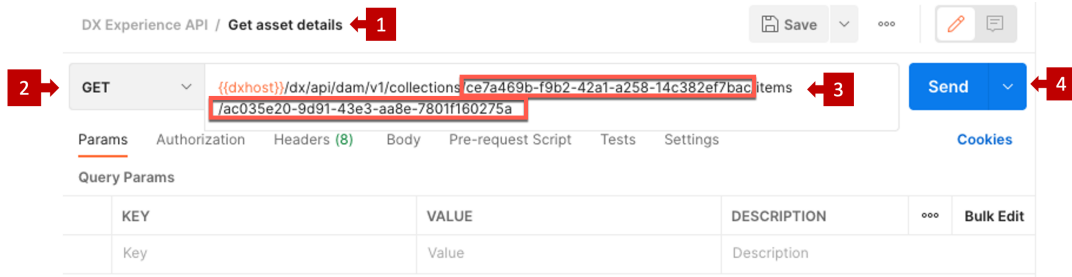 DX Experience API / Get asset details 1 Save ooo
2 GET {{dxhost}}/dx/api/dam/v1/collections/ce7a469b-f9b2-42a1-a258-14c382ef7bac/items 3 Send 4
/ac035e20-9d91-43e3-aa8e-7801f160275a
Params Authorization Headers (8) Body Pre-request Script Tests Settings Cookies
Query Params
KEY VALUE DESCRIPTION ooo Bulk Edit
Key Value Description